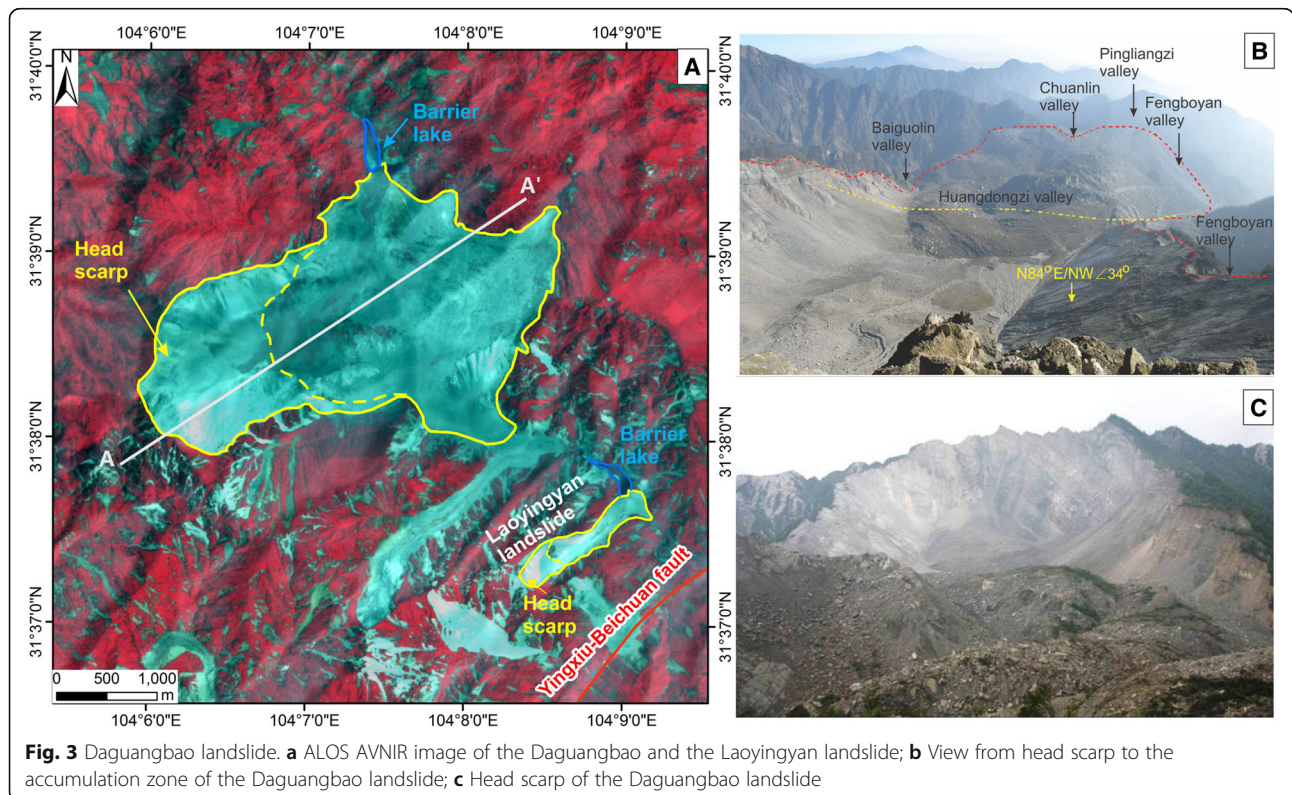 104°6'0"E 104°7'0"E 104°8'0"E 104°9'0"E
31°40'0"N
31°39'0"N
31°38'0"N
31°37'0"N
N
A
Barrier
lake
A'
Head
scarp
A
Barrier
lake
Laoyingyan
landslide
Head
scarp
Yingxiu-Beichuan fault
0 500 1,000
m
31°40'0"N
31°39'0"N
31°38'0"N
31°37'0"N
104°6'0"E 104°7'0"E 104°8'0"E 104°9'0"E
B
Pingliangzi
valley
Chuanlin
valley
Fengboyan
valley
Baiguolin
valley
Huangdongzi valley
Fengboyan
valley
N84°E/NW∠34°
C
Fig. 3 Daguangbao landslide. a ALOS AVNIR image of the Daguangbao and the Laoyingyan landslide; b View from head scarp to the
accumulation zone of the Daguangbao landslide; c Head scarp of the Daguangbao landslide